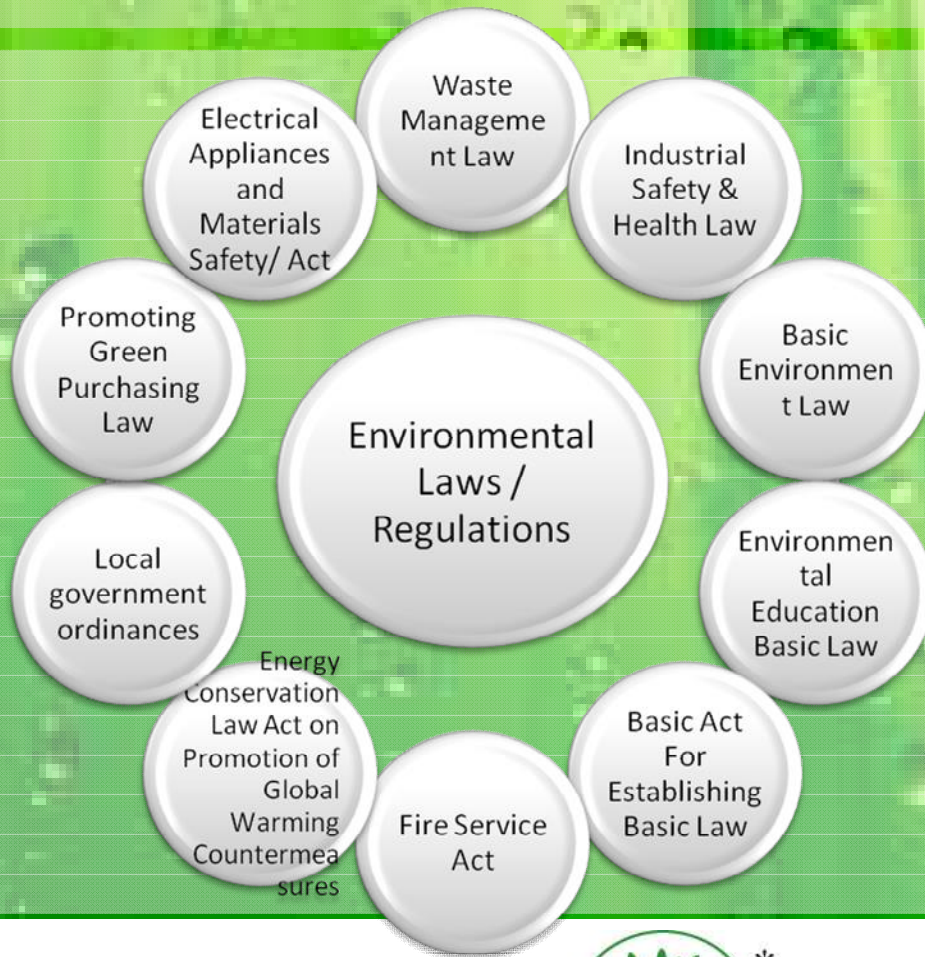 Waste
Manageme
nt Law
Industrial
Safety &
Health Law
Basic
Environmen
t Law
Environmen
tal
Education
Basic Law
Basic Act
For
Establishing
Basic Law
Fire Service
Act
Energy
Conservation
Law Act on
Promotion of
Global
Warming
Countermea
sures
Local
government
ordinances
Promoting
Green
Purchasing
Law
Electrical
Appliances
and
Materials
Safety/ Act
Environmental
Laws /
Regulations